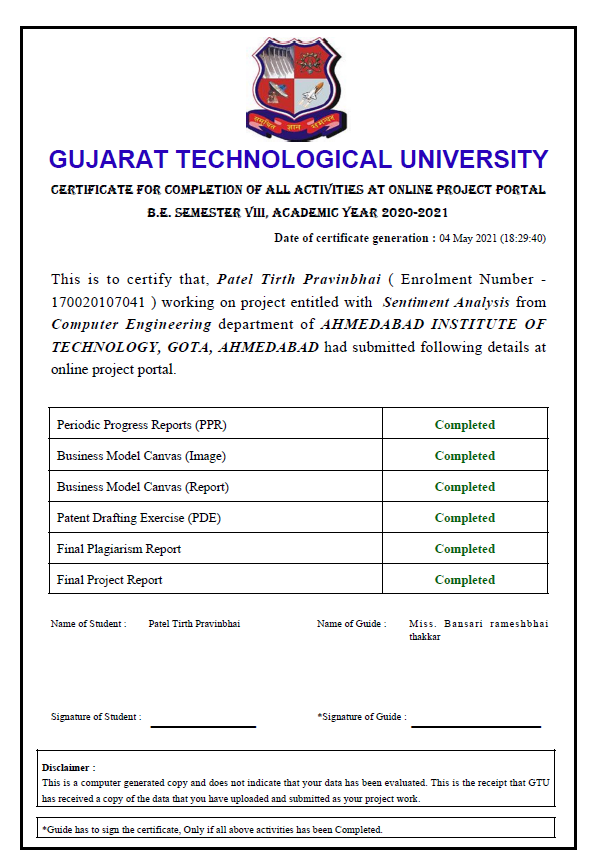 समन्वित ज्ञान
GUJARAT TECHNOLOGICAL UNIVERSITY
CERTIFICATE FOR COMPLETION OF ALL ACTIVITIES AT ONLINE PROJECT PORTAL
B.E. SEMESTER VIII, ACADEMIC YEAR 2020-2021
Date of certificate generation : 04 May 2021 (18:29:40)
This is to certify that, Patel Tirth Pravinbhai ( Enrolment Number -
170020107041 ) working on project entitled with Sentiment Analysis from
Computer Engineering department of AHMEDABAD INSTITUTE OF
TECHNOLOGY, GOTA, AHMEDABAD had submitted following details at
online project portal.
Periodic Progress Reports (PPR) Completed
Business Model Canvas (Image) Completed
Business Model Canvas (Report) Completed
Patent Drafting Exercise (PDE) Completed
Final Plagiarism Report Completed
Final Project Report Completed
Name of Student : Patel Tirth Pravinbhai Name of Guide : Miss. Bansari rameshbhai
thakkar
Signature of Student : *Signature of Guide :
Disclaimer :
This is a computer generated copy and does not indicate that your data has been evaluated. This is the receipt that GTU
has received a copy of the data that you have uploaded and submitted as your project work.
*Guide has to sign the certificate, Only if all above activities has been Completed.